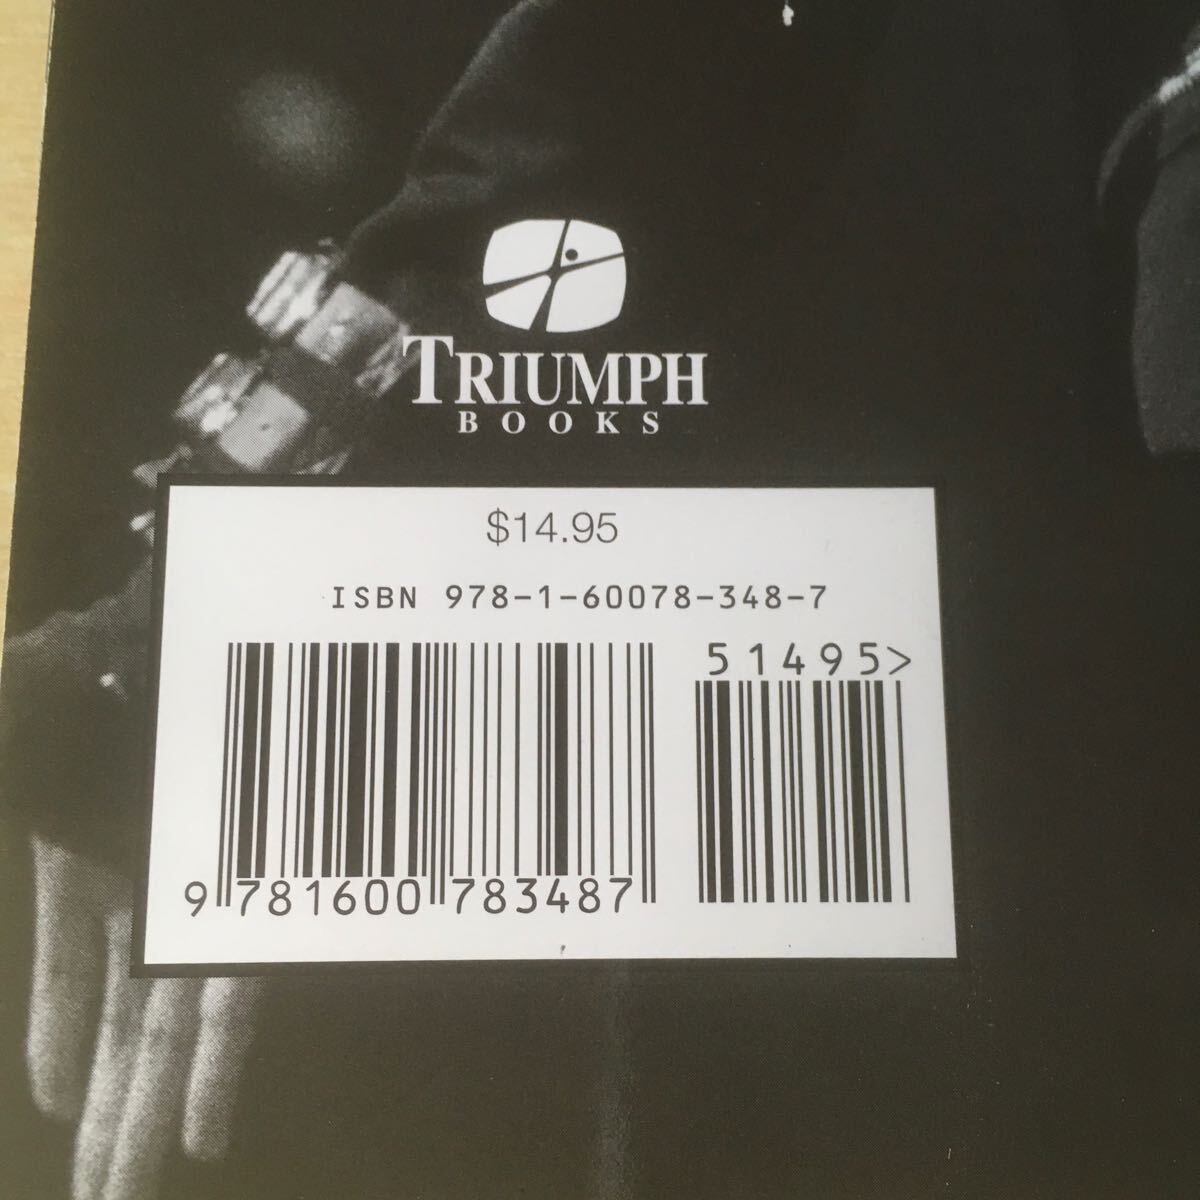 TRIUMPH
BOOKS
$14.95
ISBN 978-1-60078-348-7
51495>
9 781600 783487